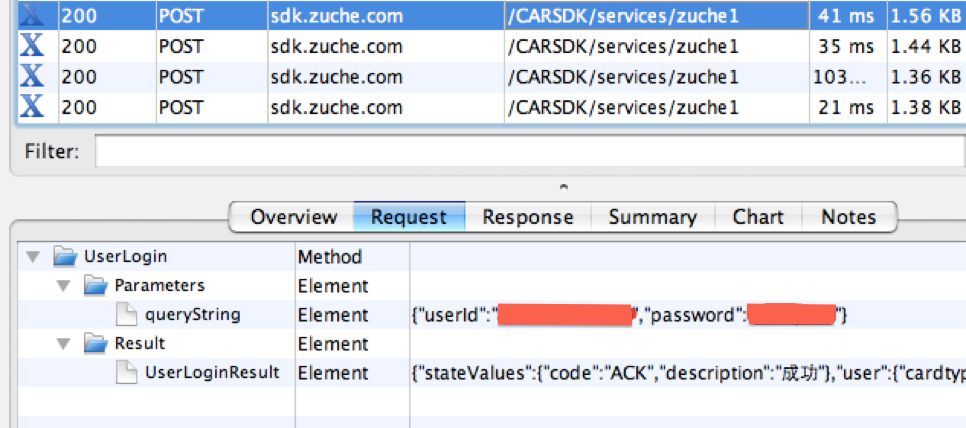 200 POST sdk.zuche.com /CARSDK/services/zuche1 41 ms 1.56 KB
200 POST sdk.zuche.com /CARSDK/services/zuche1 35 ms 1.44 KB
200 POST sdk.zuche.com /CARSDK/services/zuche1 103... 1.36 KB
200 POST sdk.zuche.com /CARSDK/services/zuche1 21 ms 1.38 KB
Filter:
Overview Request Response Summary Chart Notes
UserLogin Method
Parameters Element
queryString Element {"userId":" ","password": "}
Result Element
UserLoginResult Element {"stateValues":{"code":"ACK","description":"成功"},"user":{"cardtyp